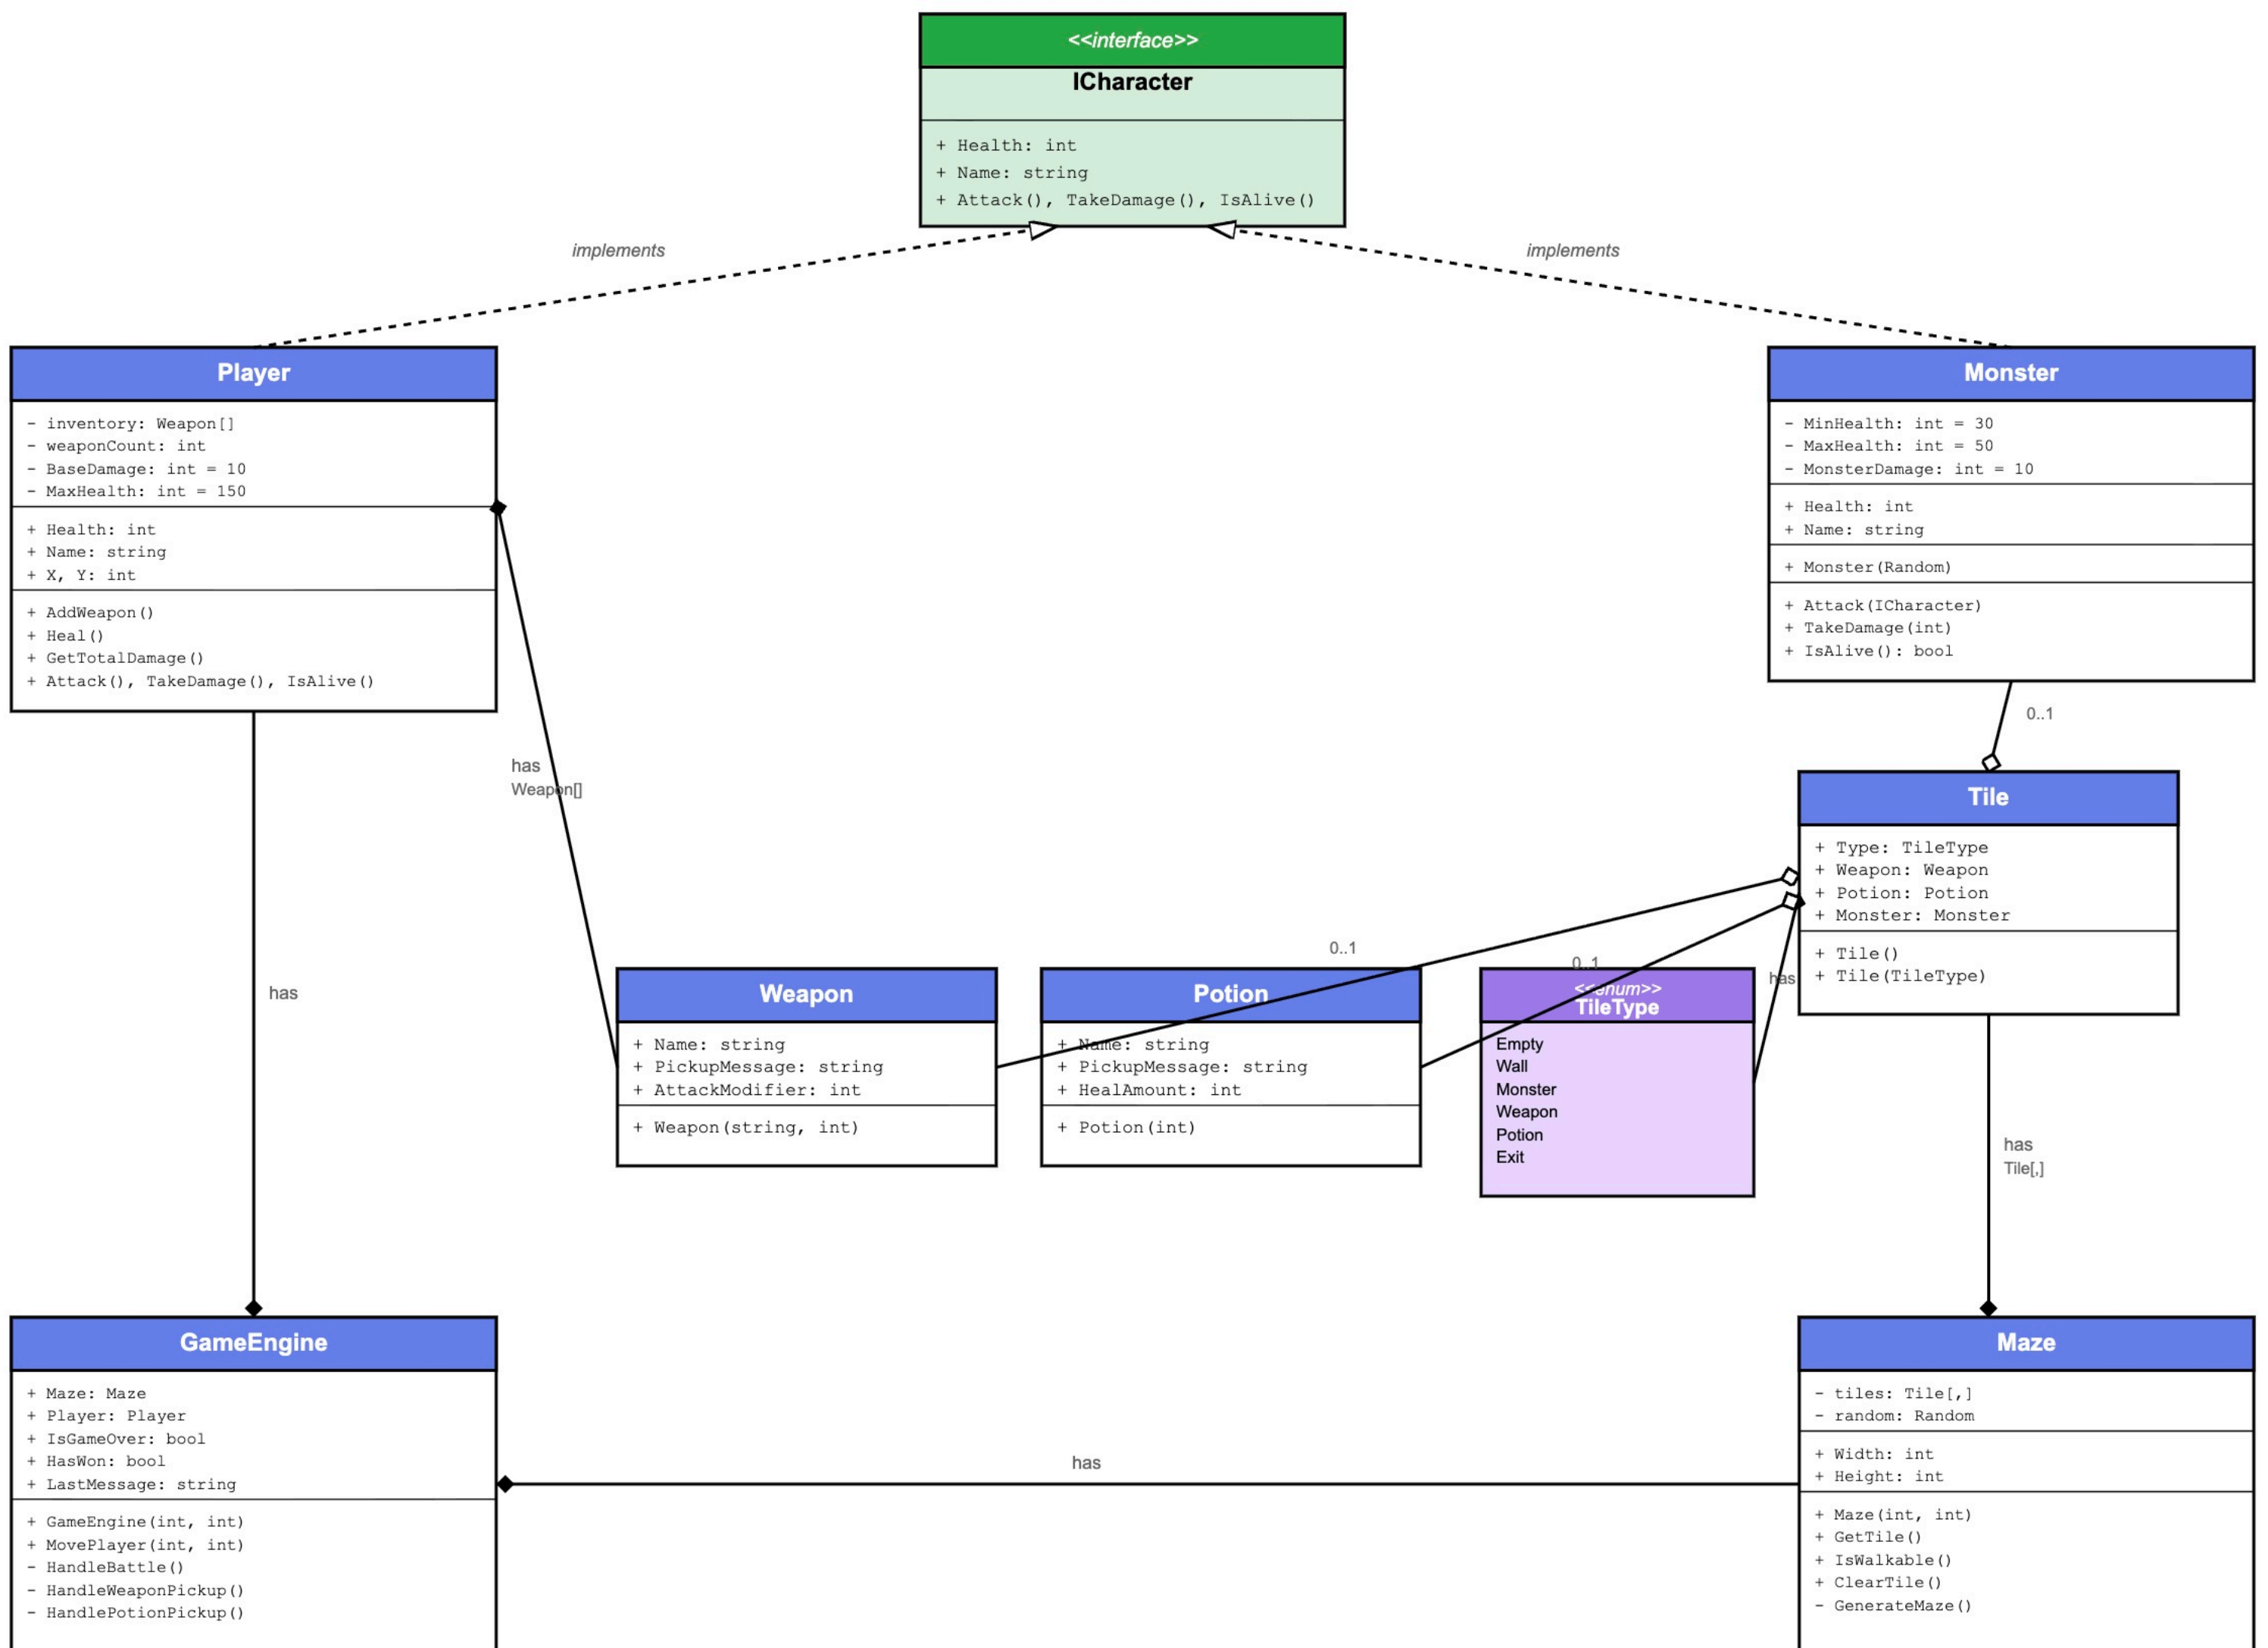 <<interface>>
ICharacter
+ Health: int
+ Name: string
+ Attack(), TakeDamage(), IsAlive()
implements
implements
Player
- inventory: Weapon[]
- weaponCount: int
- BaseDamage: int = 10
- MaxHealth: int = 150
+ Health: int
+ Name: string
+ X, Y: int
+ AddWeapon()
+ Heal()
+ GetTotalDamage()
+ Attack(), TakeDamage(), IsAlive()
Monster
- MinHealth: int = 30
- MaxHealth: int = 50
- MonsterDamage: int = 10
+ Health: int
+ Name: string
+ Monster(Random)
+ Attack(ICharacter)
+ TakeDamage(int)
+ IsAlive(): bool
0..1
has
Weapon[]
Tile
+ Type: TileType
+ Weapon: Weapon
+ Potion: Potion
+ Monster: Monster
+ Tile()
+ Tile(TileType)
0..1
0..1
has
has
Weapon
+ Name: string
+ PickupMessage: string
+ AttackModifier: int
+ Weapon(string, int)
Potion
+ Name: string
+ PickupMessage: string
+ HealAmount: int
+ Potion(int)
<<enum>>
TileType
Empty
Wall
Monster
Weapon
Potion
Exit
has
Tile[,]
GameEngine
+ Maze: Maze
+ Player: Player
+ IsGameOver: bool
+ HasWon: bool
+ LastMessage: string
+ GameEngine(int, int)
+ MovePlayer(int, int)
- HandleBattle()
- HandleWeaponPickup()
- HandlePotionPickup()
has
Maze
- tiles: Tile[,]
- random: Random
+ Width: int
+ Height: int
+ Maze(int, int)
+ GetTile()
+ IsWalkable()
+ ClearTile()
- GenerateMaze()